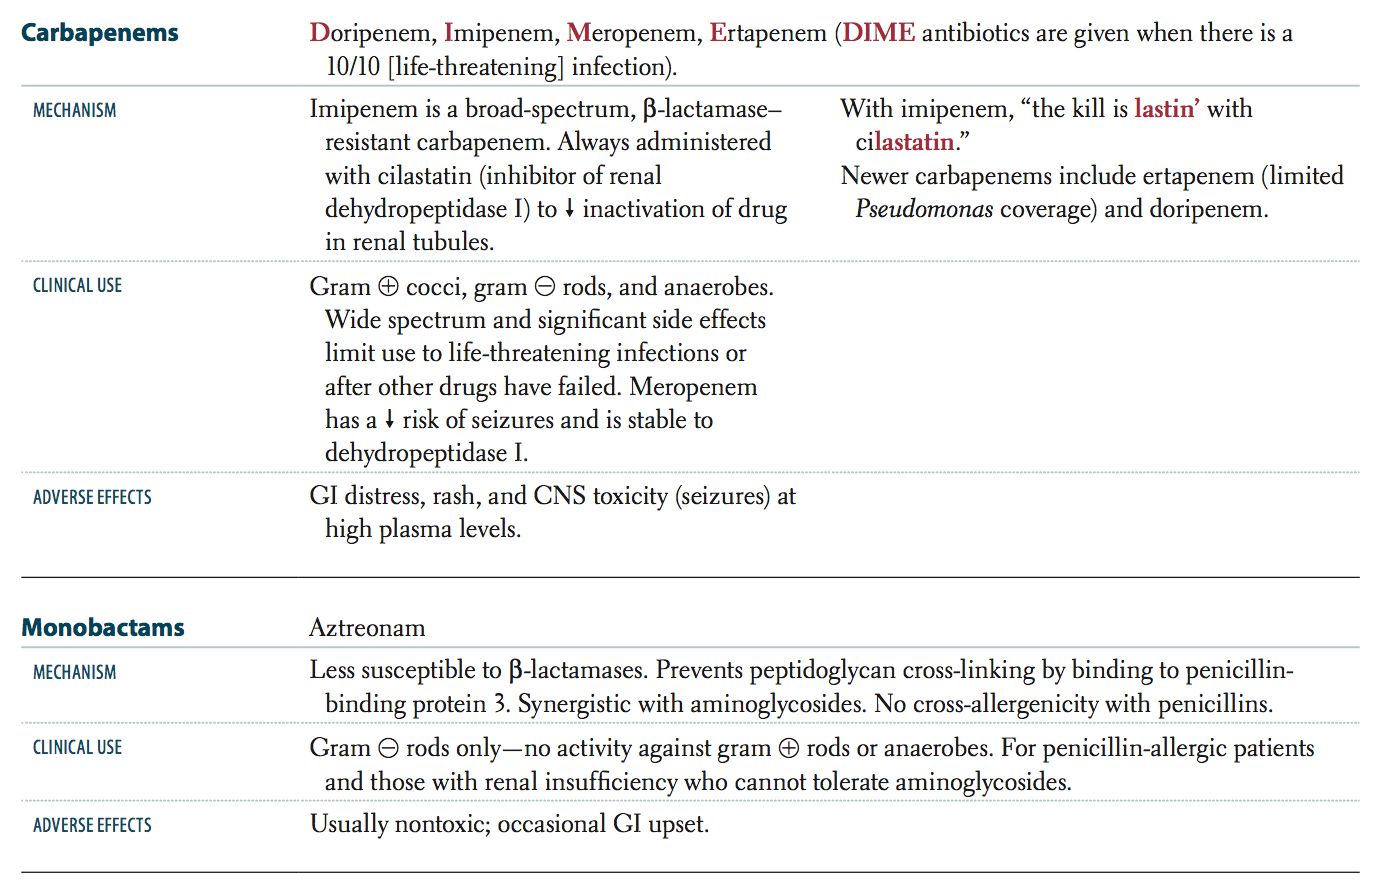 Carbapenems
Doripenem, Imipenem, Meropenem, Ertapenem (DIME antibiotics are given when there is a
10/10 [life-threatening] infection).
MECHANISM
Imipenem is a broad-spectrum, β-lactamase–
resistant carbapenem. Always administered
with cilastatin (inhibitor of renal
dehydropeptidase I) to ↓ inactivation of drug
in renal tubules.
With imipenem, “the kill is lastin’ with
cilastatin.”
Newer carbapenems include ertapenem (limited
Pseudomonas coverage) and doripenem.
CLINICAL USE
Gram ⊕ cocci, gram ⊖ rods, and anaerobes.
Wide spectrum and significant side effects
limit use to life-threatening infections or
after other drugs have failed. Meropenem
has a ↓ risk of seizures and is stable to
dehydropeptidase I.
ADVERSE EFFECTS
GI distress, rash, and CNS toxicity (seizures) at
high plasma levels.
Monobactams
Aztreonam
MECHANISM
Less susceptible to β-lactamases. Prevents peptidoglycan cross-linking by binding to penicillin-
binding protein 3. Synergistic with aminoglycosides. No cross-allergenicity with penicillins.
CLINICAL USE
Gram ⊖ rods only—no activity against gram ⊕ rods or anaerobes. For penicillin-allergic patients
and those with renal insufficiency who cannot tolerate aminoglycosides.
ADVERSE EFFECTS
Usually nontoxic; occasional GI upset.